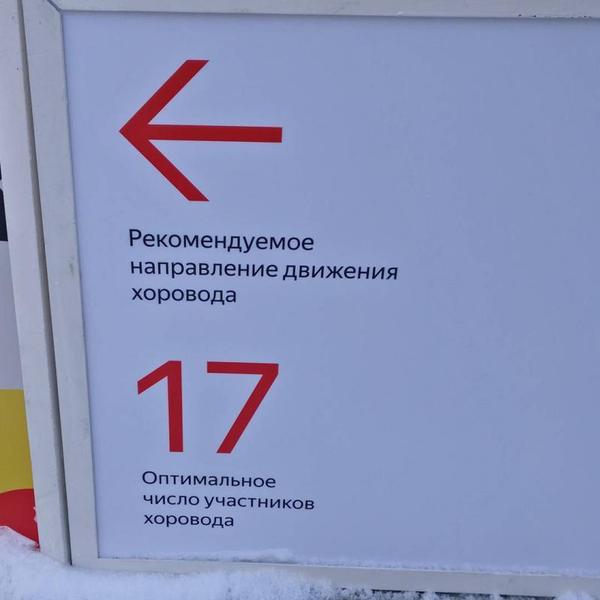 Рекомендуемое
направление движения
хоровода
17
Оптимальное
число участников
хоровода